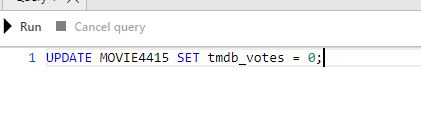 Run Cancel query
1 UPDATE MOVIE4415 SET tmdb_votes = 0;